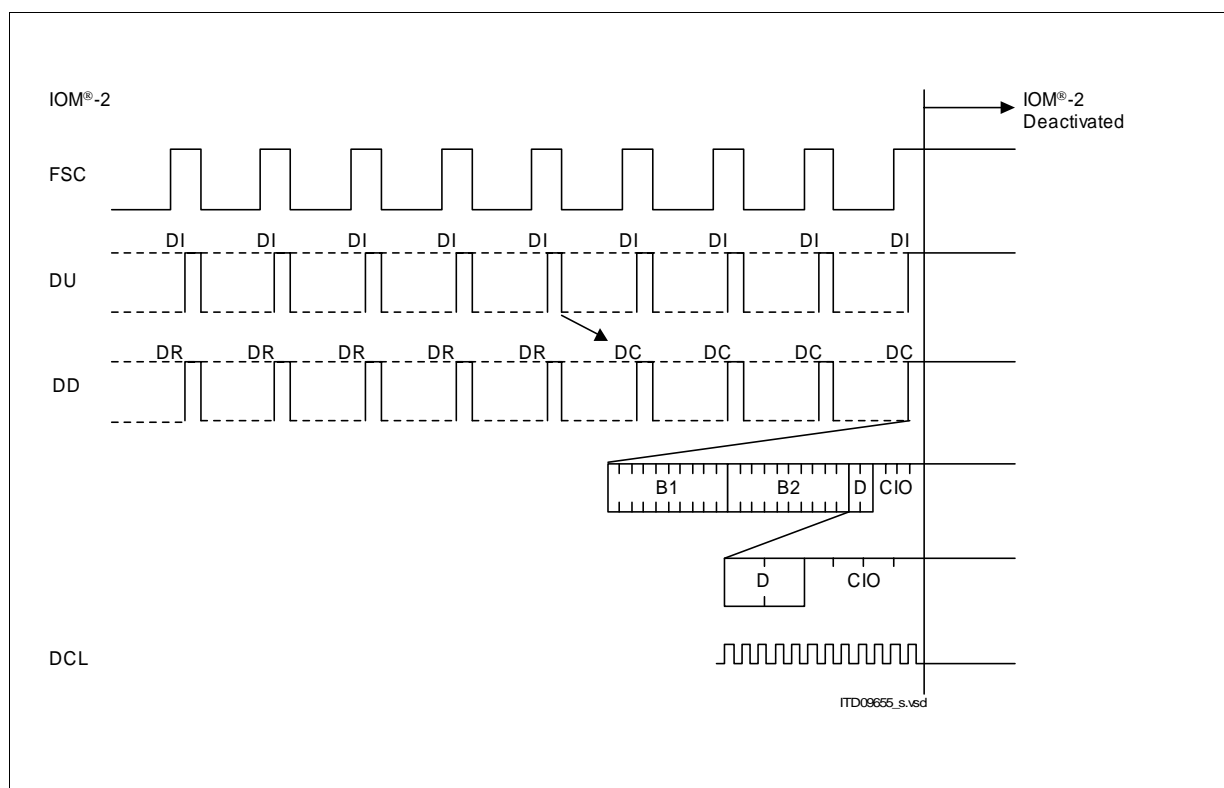 IOM®-2
IOM®-2
Deactivated
FSC
DI DI DI DI DI DI DI DI DI
DU
DR DR DR DR DR DC DC DC DC
DD
B1 B2 D CIO
D CIO
DCL
ITD09655_s.vsd